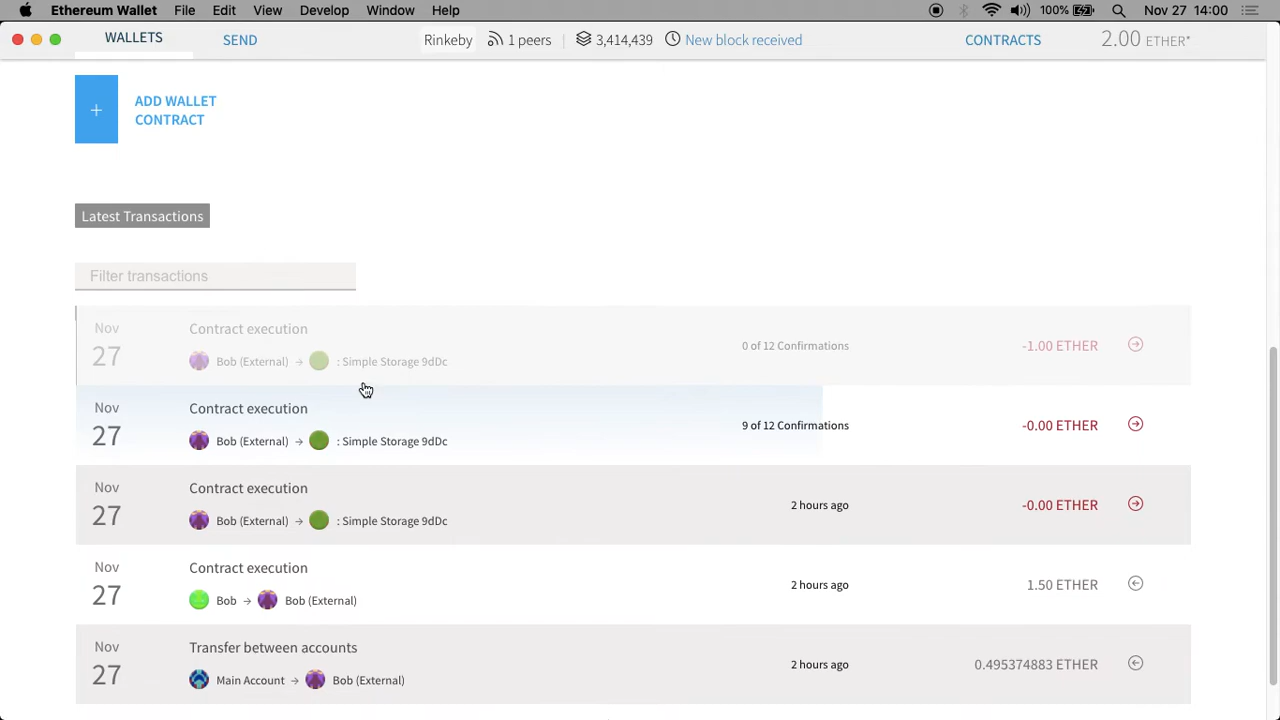 Ethereum Wallet File Edit View Develop Window Help 100% Nov 27 14:00
WALLETS SEND Rinkeby 1 peers | 3,414,439 New block received CONTRACTS 2.00 ETHER*
+ ADD WALLET
CONTRACT
Latest Transactions
Filter transactions
Nov Contract execution
27 Bob (External) → : Simple Storage 9dDc 0 of 12 Confirmations -1.00 ETHER
Nov Contract execution
27 Bob (External) → : Simple Storage 9dDc 9 of 12 Confirmations -0.00 ETHER
Nov Contract execution
27 Bob (External) → : Simple Storage 9dDc 2 hours ago -0.00 ETHER
Nov Contract execution
27 Bob → Bob (External) 2 hours ago 1.50 ETHER
Nov Transfer between accounts
27 Main Account → Bob (External) 2 hours ago 0.495374883 ETHER